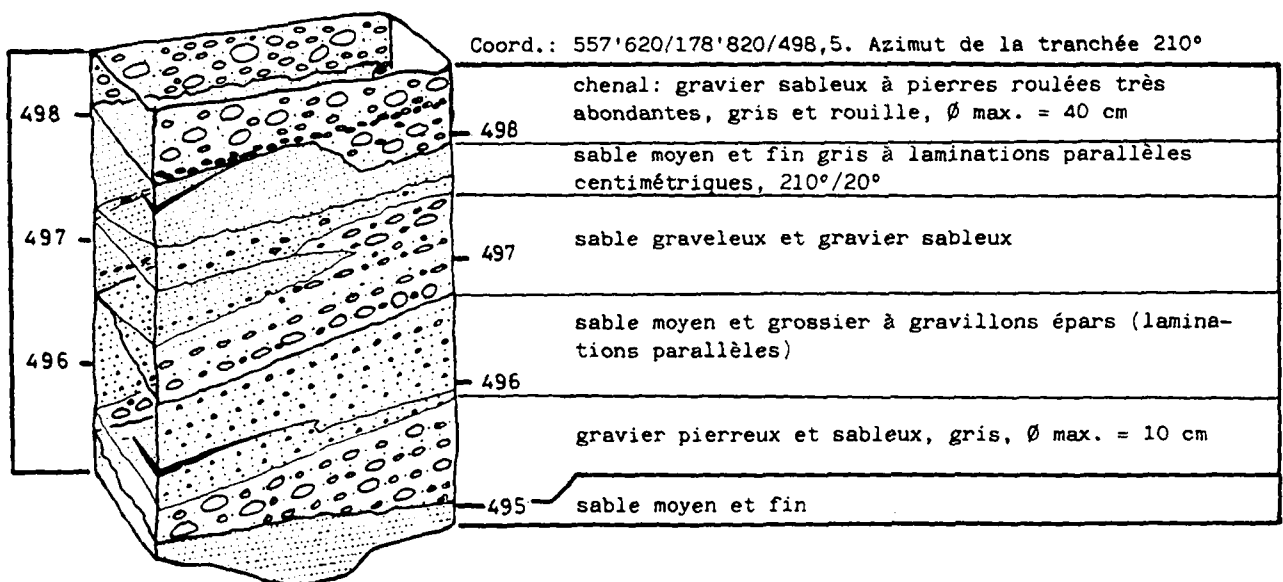 Coord.: 557'620/178'820/498,5. Azimut de la tranchée 210°
chenal: gravier sableux à pierres roulées très
abondantes, gris et rouille, Ø max. = 40 cm
sable moyen et fin gris à laminations parallèles
centimétriques, 210°/20°
sable graveleux et gravier sableux
sable moyen et grossier à gravillons épars (lamina-
tions parallèles)
gravier pierreux et sableux, gris, Ø max. = 10 cm
sable moyen et fin
498
497
496
498
497
496
495